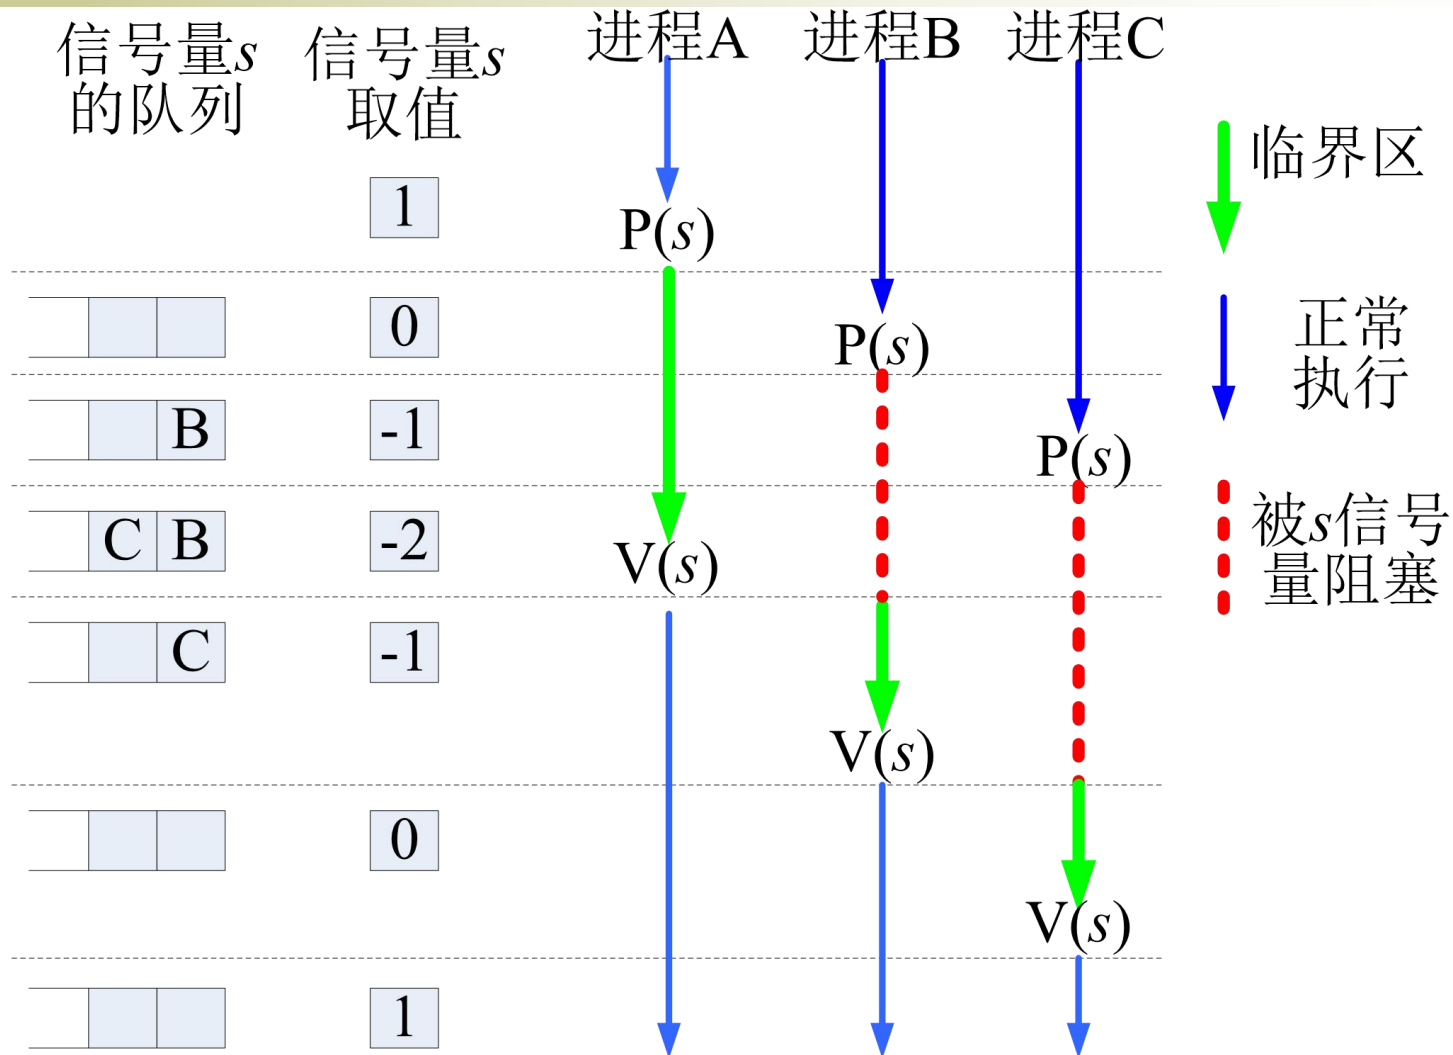 信号量s
的队列
信号量s
取值
进程A
进程B
进程C
临界区
1
P(s)
0
P(s)
正常
执行
B
-1
P(s)
C B
-2
V(s)
被s信号
量阻塞
C
-1
V(s)
0
V(s)
1